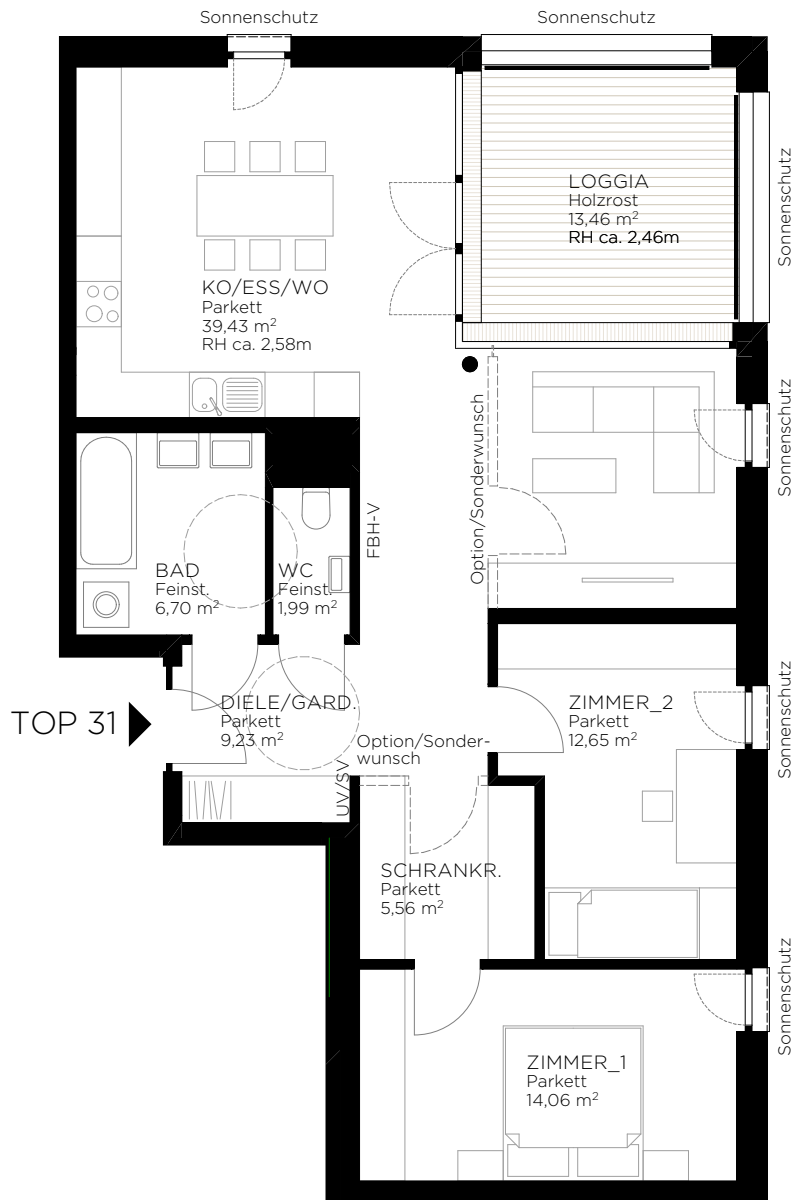 Sonnenschutz
Sonnenschutz
LOGGIA
Holzrost
13,46 m²
RH ca. 2,46m
Sonnenschutz
KO/ESS/WO
Parkett
39,43 m²
RH ca. 2,58m
Option/Sonderwunsch
Sonnenschutz
FBH-V
BAD
Feinst.
6,70 m²
WC
Feinst.
1,99 m²
TOP 31
DIELE/GARD.
Parkett
9,23 m²
Option/Sonder-
wunsch
UV/SV
ZIMMER_2
Parkett
12,65 m²
Sonnenschutz
SCHRANKR.
Parkett
5,56 m²
Sonnenschutz
ZIMMER_1
Parkett
14,06 m²